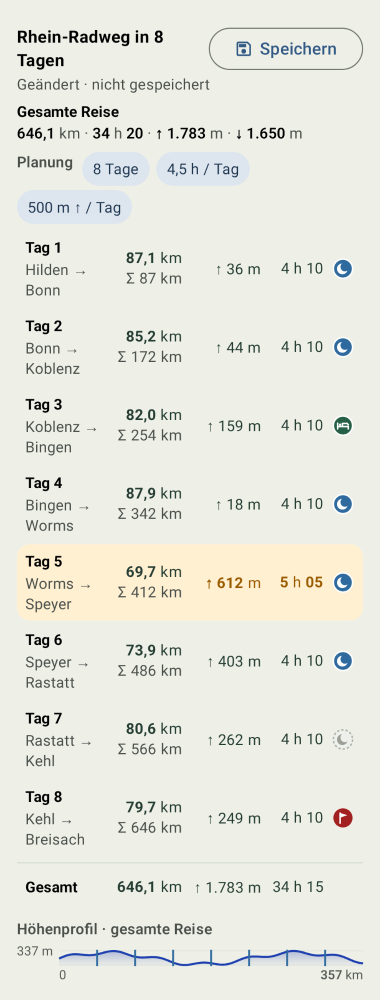 Rhein-Radweg in 8
Tagen
Speichern
Geändert · nicht gespeichert
Gesamte Reise
646,1 km · 34 h 20 · ↑ 1.783 m · ↓ 1.650 m
Planung 8 Tage 4,5 h / Tag
500 m ↑ / Tag
Tag 1
Hilden →
Bonn
87,1 km
Σ 87 km
↑ 36 m
4 h 10
Tag 2
Bonn →
Koblenz
85,2 km
Σ 172 km
↑ 44 m
4 h 10
Tag 3
Koblenz →
Bingen
82,0 km
Σ 254 km
↑ 159 m
4 h 10
Tag 4
Bingen →
Worms
87,9 km
Σ 342 km
↑ 18 m
4 h 10
Tag 5
Worms →
Speyer
69,7 km
Σ 412 km
↑ 612 m
5 h 05
Tag 6
Speyer →
Rastatt
73,9 km
Σ 486 km
↑ 403 m
4 h 10
Tag 7
Rastatt →
Kehl
80,6 km
Σ 566 km
↑ 262 m
4 h 10
Tag 8
Kehl →
Breisach
79,7 km
Σ 646 km
↑ 249 m
4 h 10
Gesamt 646,1 km ↑ 1.783 m 34 h 15
Höhenprofil · gesamte Reise
337 m
0 357 km